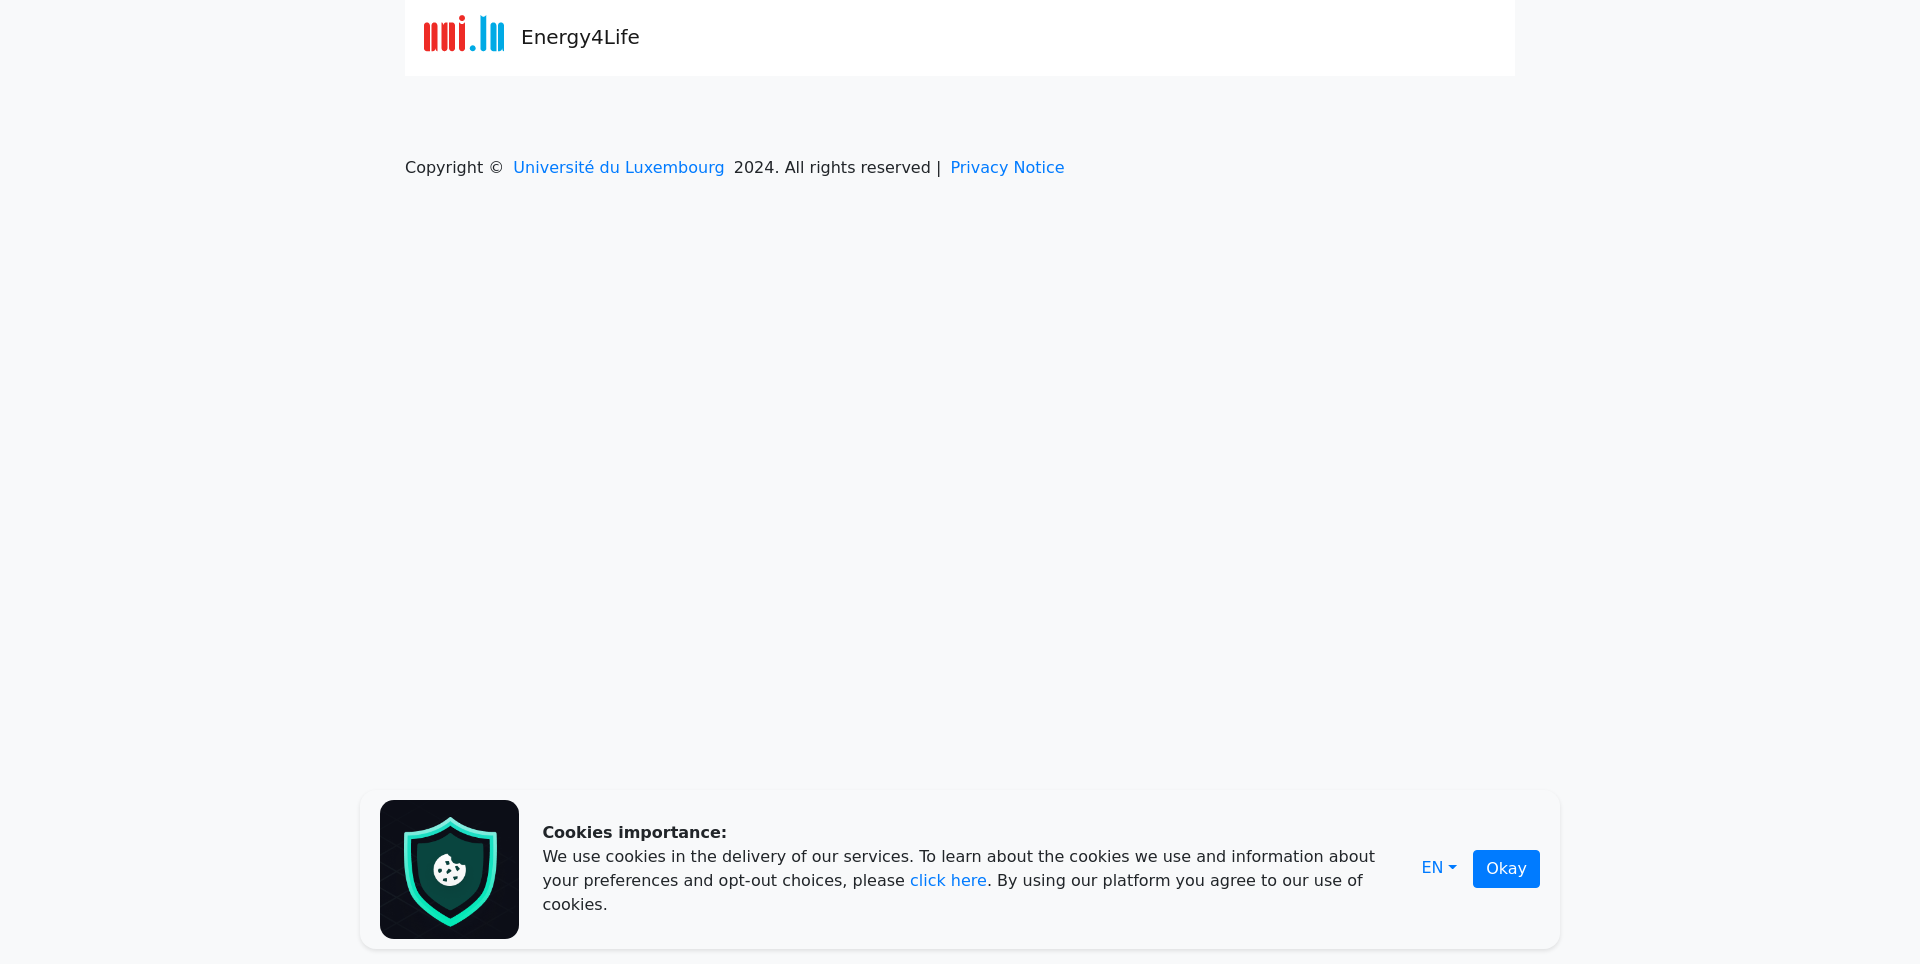 uni.lu Energy4Life
Copyright © Université du Luxembourg 2024. All rights reserved | Privacy Notice
Cookies importance:
We use cookies in the delivery of our services. To learn about the cookies we use and information about
your preferences and opt-out choices, please click here. By using our platform you agree to our use of
cookies.
EN
Okay